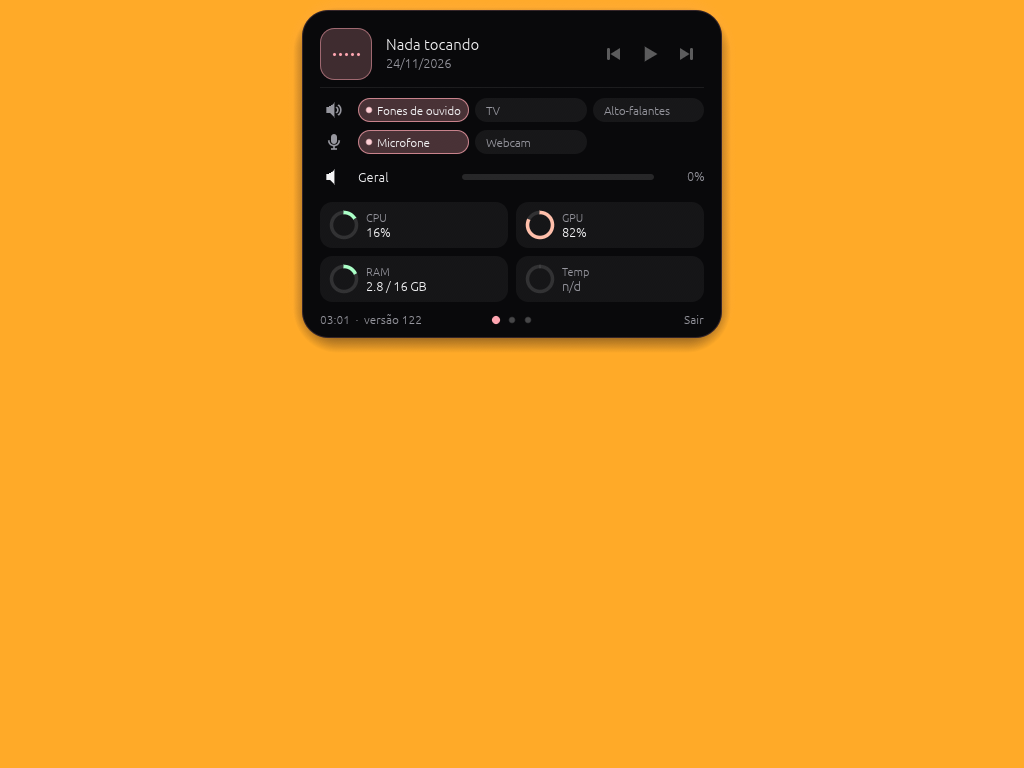 Nada tocando
24/11/2026
Fones de ouvido TV Alto-falantes
Microfone Webcam
Geral 0%
CPU
16%
GPU
82%
RAM
2.8 / 16 GB
Temp
n/d
03:01 · versão 122 Sair